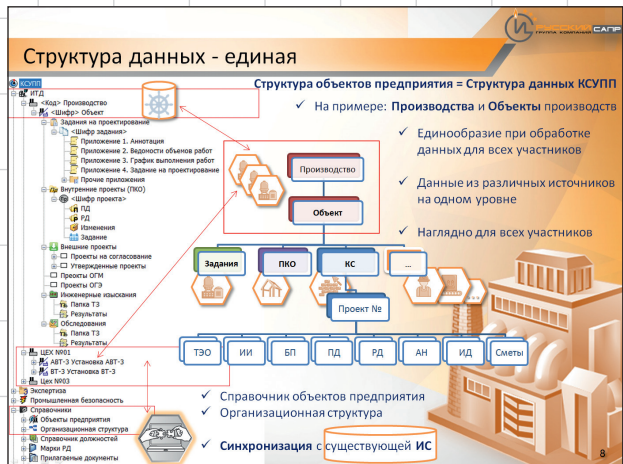 РУССКИЙ САПР
ГРУППА КОМПАНИЙ
Структура данных - единая
КСУПП
ИТД
<Код> Производство
<Шифр> Объект
Задания на проектирование
<Шифр задания>
Приложение 1. Аннотация
Приложение 2. Ведомости объемов работ
Приложение 3. График выполнения работ
Приложение 4. Задание на проектирование
Прочие приложения
Внутренние проекты (ПКО)
<Шифр проекта>
ПД
РД
Изменения
Задание
Внешние проекты
Проекты на согласование
Утвержденные проекты
Проекты ОГМ
Проекты ОГЭ
Инженерные изыскания
Папка ТЗ
Результаты
Обследования
Папка ТЗ
Результаты
ЦЕХ №01
АВТ-3 Установка АВТ-3
ВТ-3 Установка ВТ-3
Цех №03
Экспертиза
Промышленная безопасность
Справочники
Объекты предприятия
Организационная структура
Справочник должностей
Марки РД
Прилагаемые документы
Структура объектов предприятия = Структура данных КСУПП
✓ На примере: Производства и Объекты производств
✓ Единообразие при обработке
данных для всех участников
✓ Данные из различных источников
на одном уровне
✓ Наглядно для всех участников
Производство
Объект
Задания
ПКО
КС
...
Проект №
ТЭО
ИИ
БП
ПД
РД
АН
ИД
Сметы
✓ Справочник объектов предприятия
✓ Организационная структура
✓ Синхронизация с существующей ИС
8